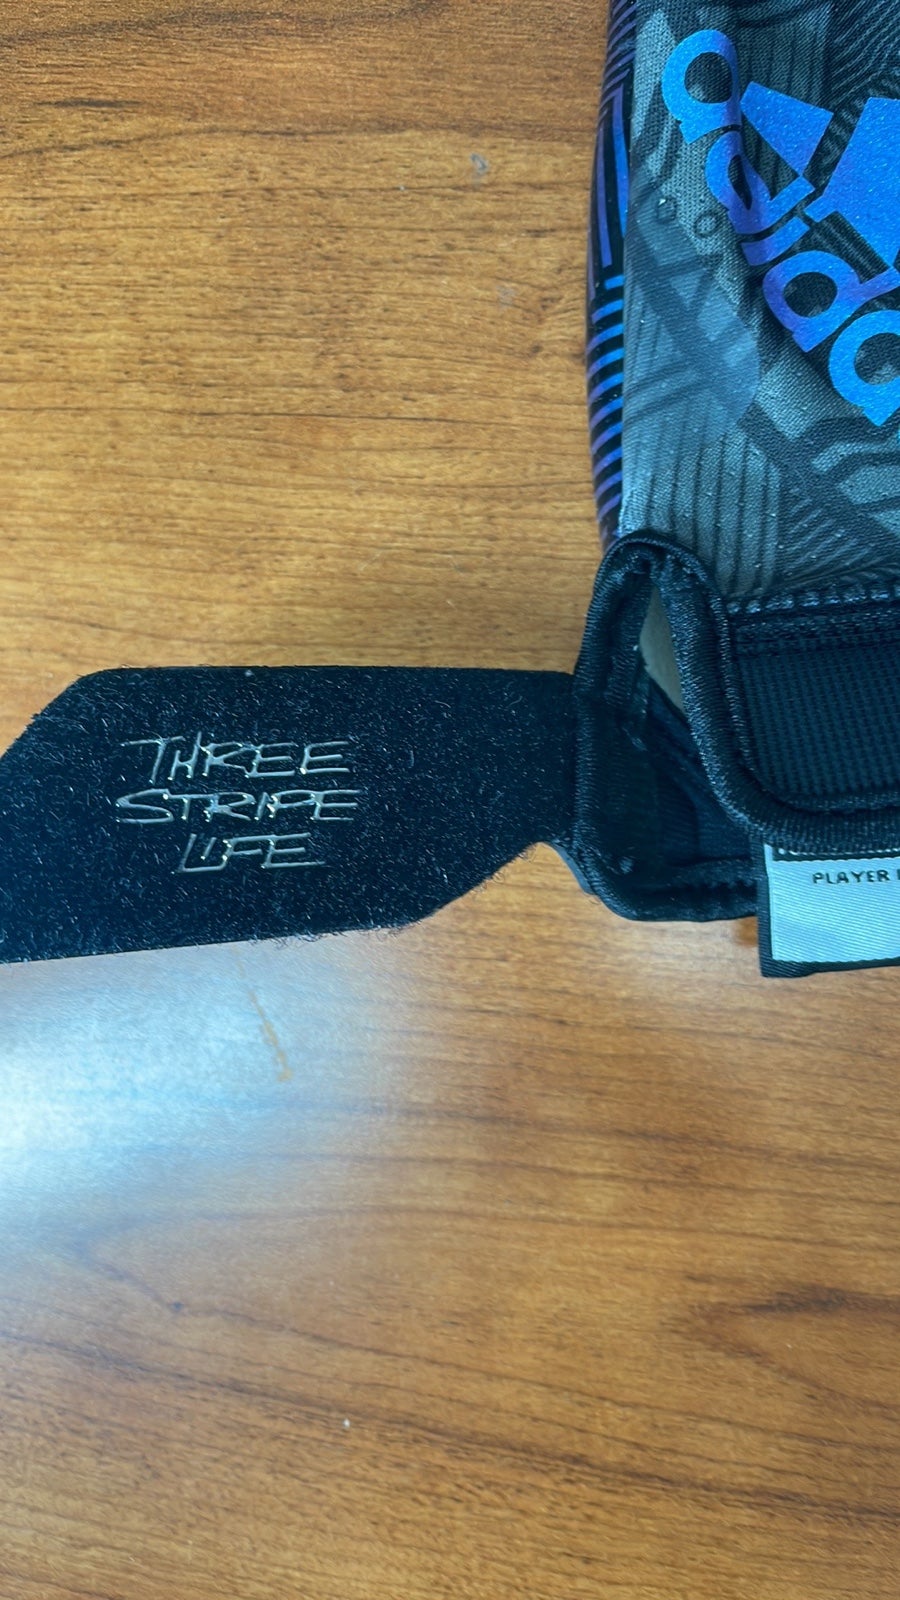 adidas
THREE
STRIPE
LIFE
PLAYER